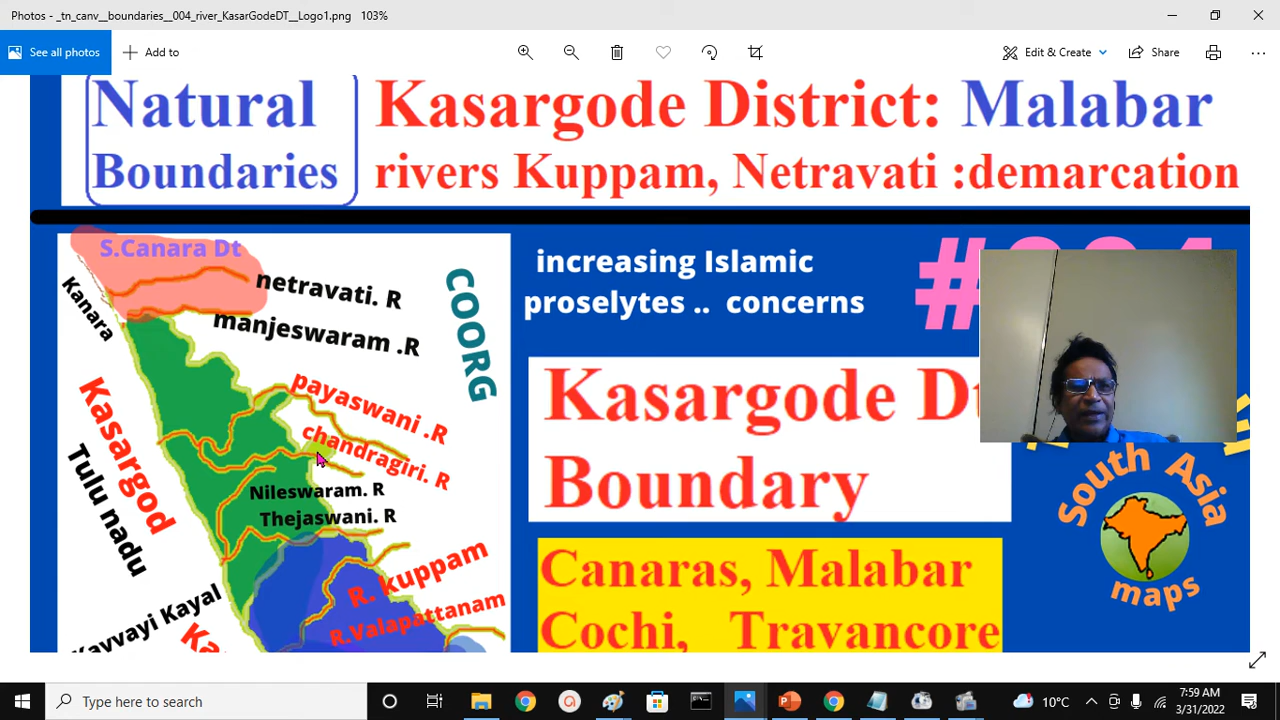 Photos - _tn_canv__boundaries__004_river_KasarGodeDT__Logo1.png   103%
See all photos
Add to
Edit & Create
Share
Natural
Boundaries
Kasargode District: Malabar
rivers Kuppam, Netravati :demarcation
S.Canara Dt
Kanara
netravati. R
manjeswaram .R
COORG
payaswani .R
chandragiri. R
Kasargod
Tulu nadu
Nileswaram. R
Thejaswani. R
R. kuppam
R.Valapattanam
Kavvayi Kayal
increasing Islamic
proselytes .. concerns
Kasargode Dt
Boundary
Canaras, Malabar
Cochi, Travancore
South Asia
maps
Type here to search
10°C
7:59 AM
3/31/2022